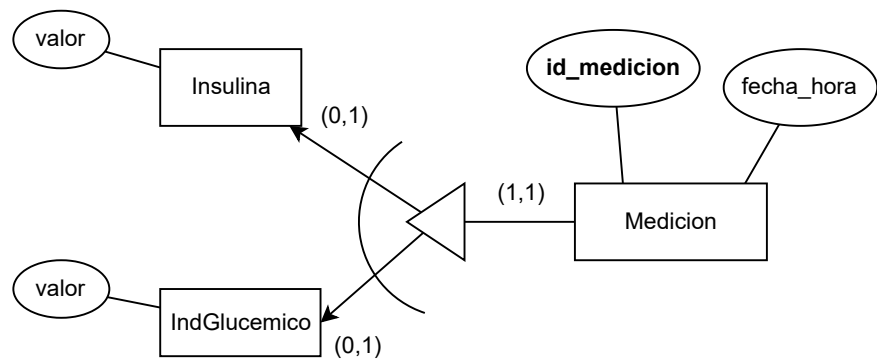 valor
Insulina
(0,1)
id_medicion
fecha_hora
(1,1)
Medicion
valor
IndGlucemico
(0,1)